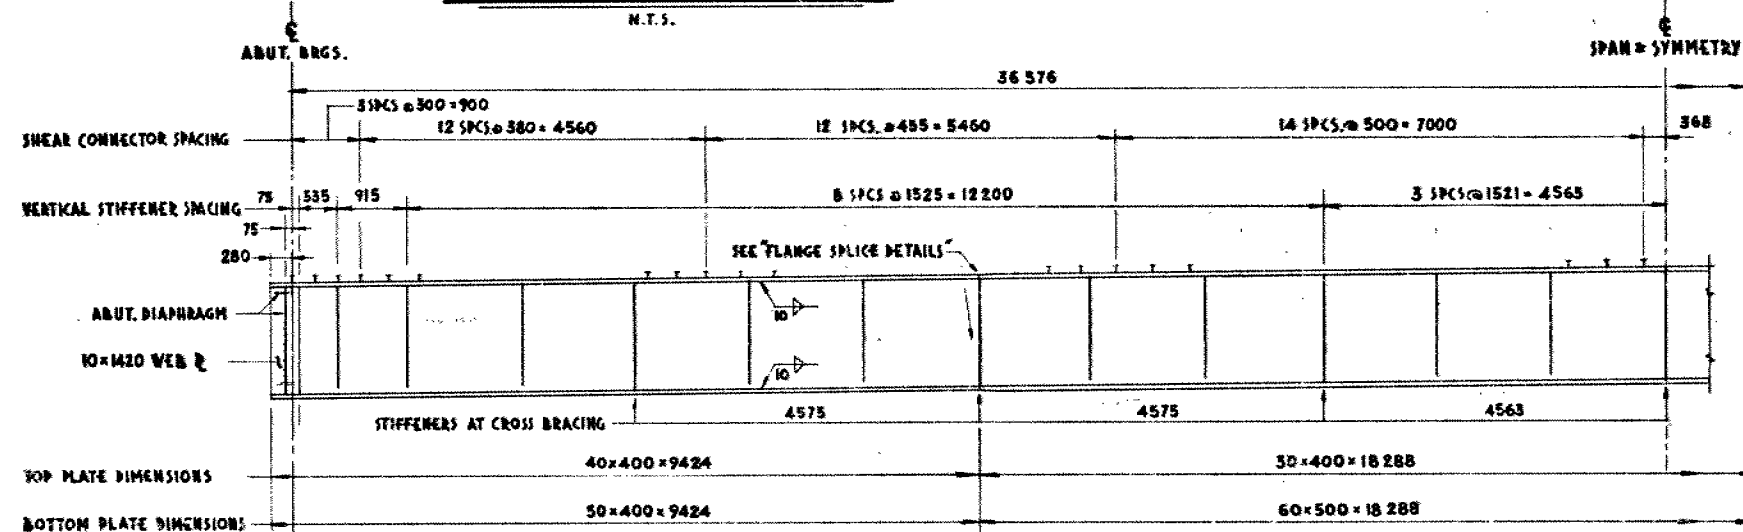 N.T.S.
℄
ABUT. BRGS.
℄
SPAN & SYMMETRY
36 576
3 SPCS @ 300 = 900
SHEAR CONNECTOR SPACING
12 SPCS. @ 380 = 4560
12 SPCS. @ 455 = 5460
14 SPCS. @ 500 = 7000
368
VERTICAL STIFFENER SPACING
75
535
915
8 SPCS @ 1525 = 12 200
3 SPCS @ 1521 = 4563
75
280
SEE "FLANGE SPLICE DETAILS"
ABUT. DIAPHRAGM
10
10×1420 WEB ℄
10
STIFFENERS AT CROSS BRACING
4575
4575
4563
TOP PLATE DIMENSIONS
40×400×9424
30×400×18 288
BOTTOM PLATE DIMENSIONS
50×400×9424
60×500×18 288